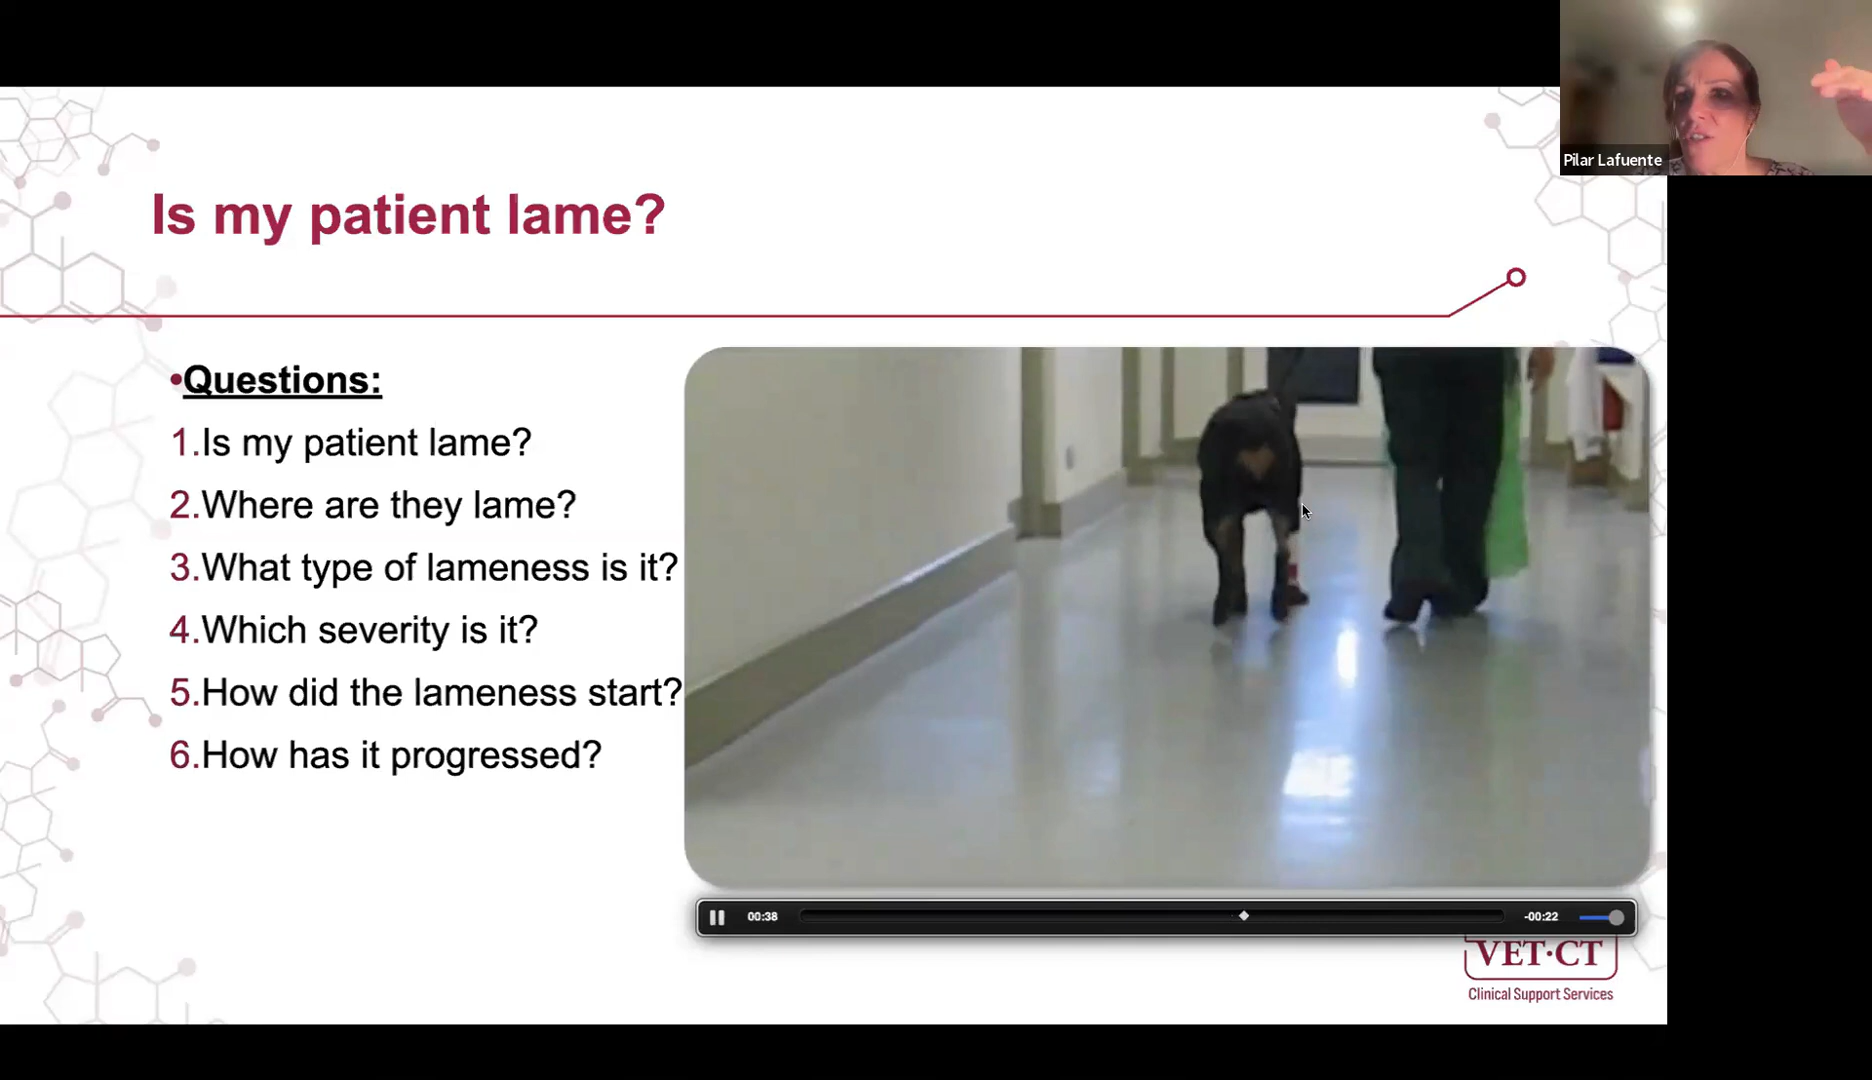 Pilar Lafuente
Is my patient lame?
•Questions:
1.Is my patient lame?
2.Where are they lame?
3.What type of lameness is it?
4.Which severity is it?
5.How did the lameness start?
6.How has it progressed?
00:38
-00:22
VET·CT
Clinical Support Services